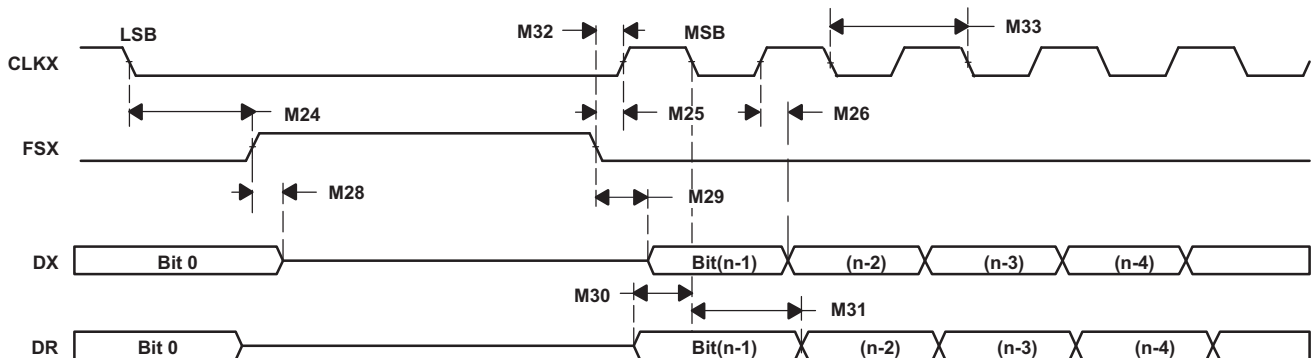 LSB M32 MSB M33
CLKX
M24 M25 M26
FSX
M28 M29
DX Bit 0 Bit(n-1) (n-2) (n-3) (n-4)
M30 M31
DR Bit 0 Bit(n-1) (n-2) (n-3) (n-4)